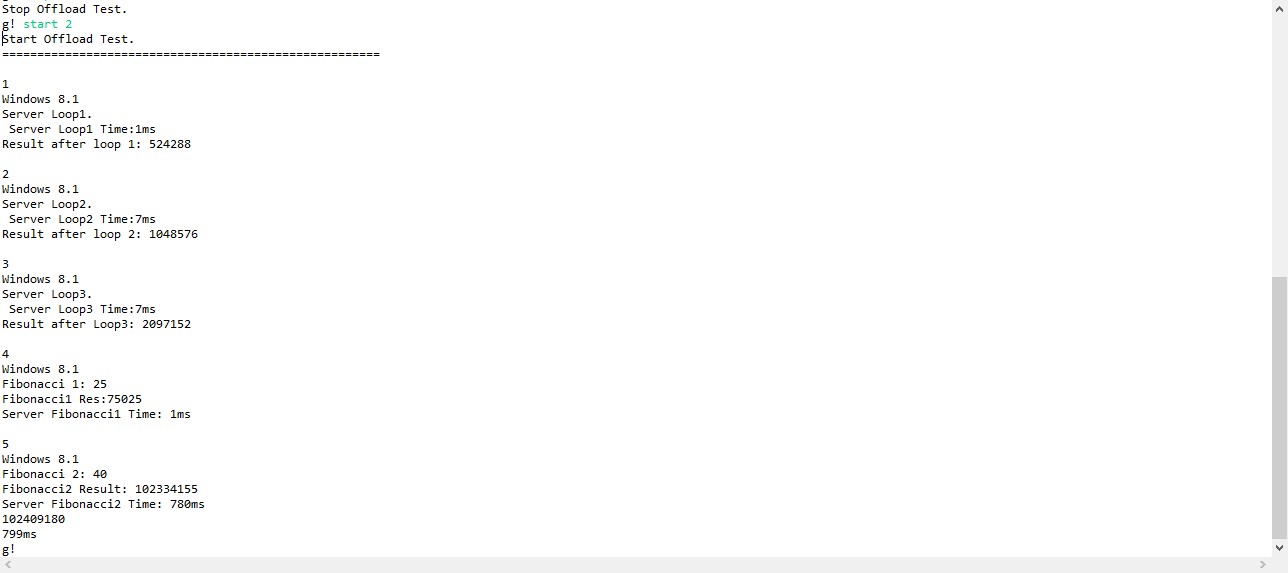 Stop Offload Test.
g! start 2
Start Offload Test.
======================================================
1
Windows 8.1
Server Loop1.
Server Loop1 Time:1ms
Result after loop 1: 524288
2
Windows 8.1
Server Loop2.
Server Loop2 Time:7ms
Result after loop 2: 1048576
3
Windows 8.1
Server Loop3.
Server Loop3 Time:7ms
Result after Loop3: 2097152
4
Windows 8.1
Fibonacci 1: 25
Fibonacci1 Res:75025
Server Fibonacci1 Time: 1ms
5
Windows 8.1
Fibonacci 2: 40
Fibonacci2 Result: 102334155
Server Fibonacci2 Time: 780ms
102409180
799ms
g!